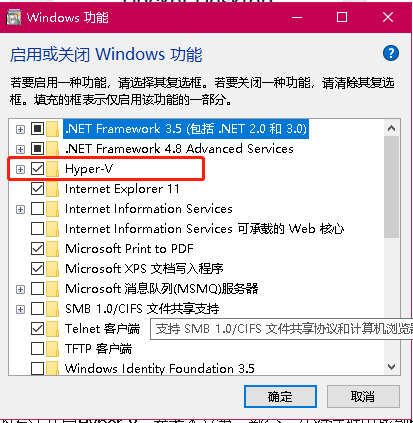 Windows 功能
启用或关闭 Windows 功能
若要启用一种功能，请选择其复选框。若要关闭一种功能，请清除其复选
框。填充的框表示仅启用该功能的一部分。
.NET Framework 3.5 (包括 .NET 2.0 和 3.0)
.NET Framework 4.8 Advanced Services
Hyper-V
Internet Explorer 11
Internet Information Services
Internet Information Services 可承载的 Web 核心
Microsoft Print to PDF
Microsoft XPS 文档写入程序
Microsoft 消息队列(MSMQ)服务器
SMB 1.0/CIFS 文件共享支持
Telnet 客户端
支持 SMB 1.0/CIFS 文件共享协议和计算机浏览器
TFTP 客户端
Windows Identity Foundation 3.5
确定
取消